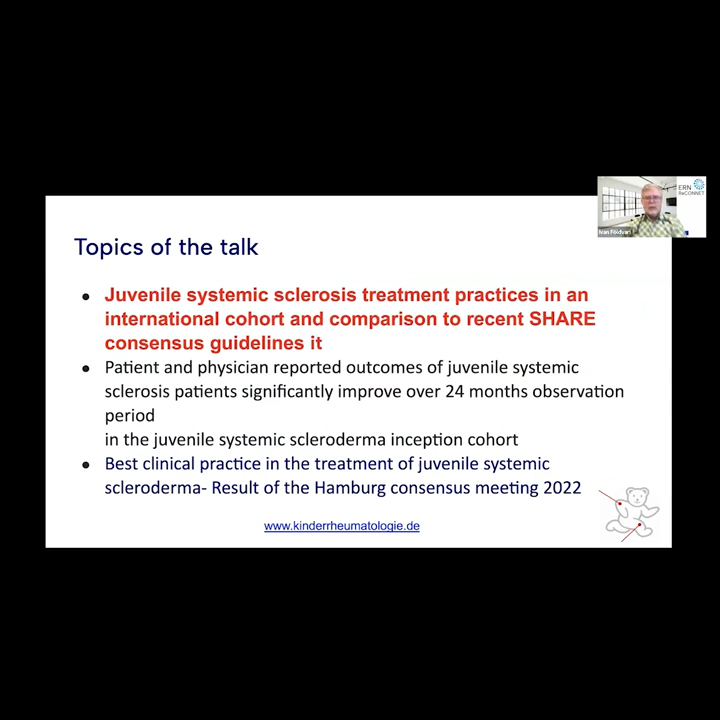 ERN
ReCONNET
Ivan Foeldvari
Topics of the talk
Juvenile systemic sclerosis treatment practices in an
international cohort and comparison to recent SHARE
consensus guidelines it
Patient and physician reported outcomes of juvenile systemic
sclerosis patients significantly improve over 24 months observation
period
in the juvenile systemic scleroderma inception cohort
Best clinical practice in the treatment of juvenile systemic
scleroderma- Result of the Hamburg consensus meeting 2022
www.kinderrheumatologie.de